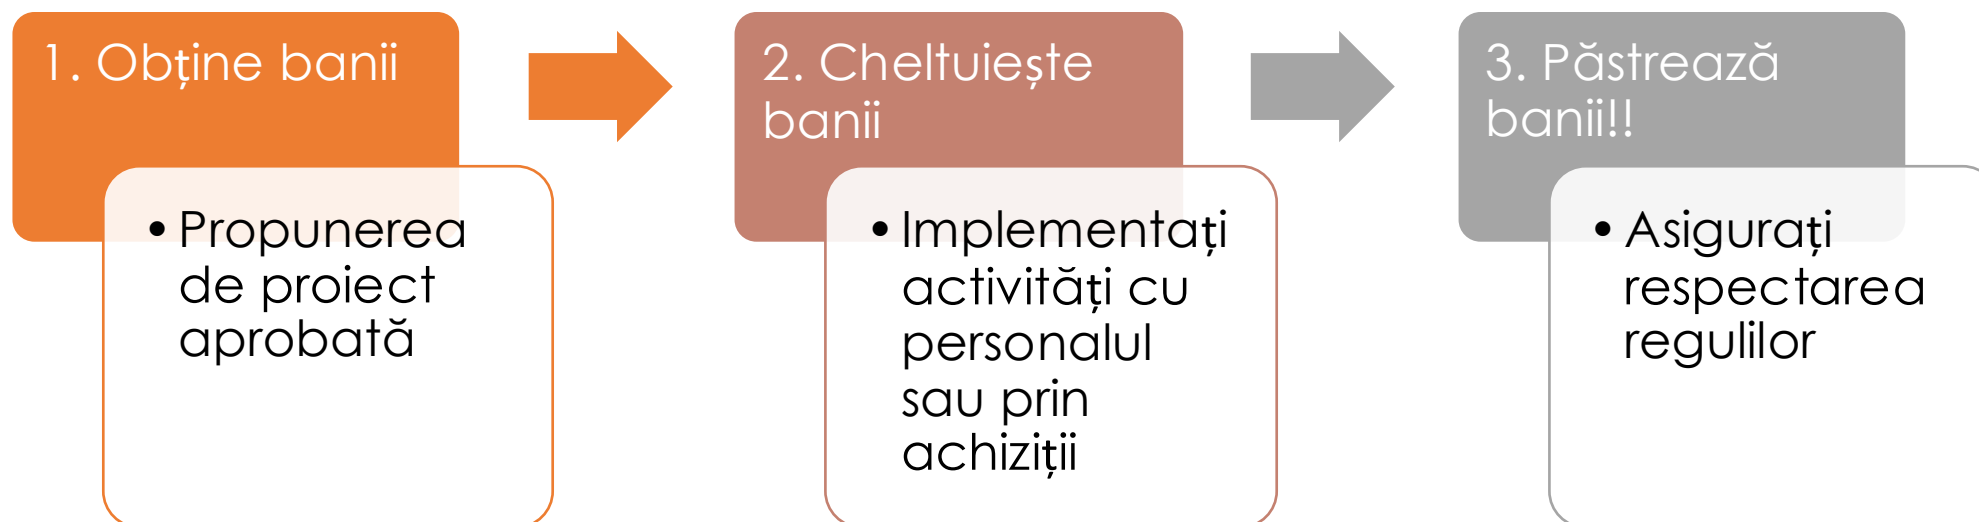 1. Obține banii
• Propunerea
de proiect
aprobată
2. Cheltuiește
banii
• Implementați
activități cu
personalul
sau prin
achiziții
3. Păstrează
banii!!
• Asigurați
respectarea
regulilor